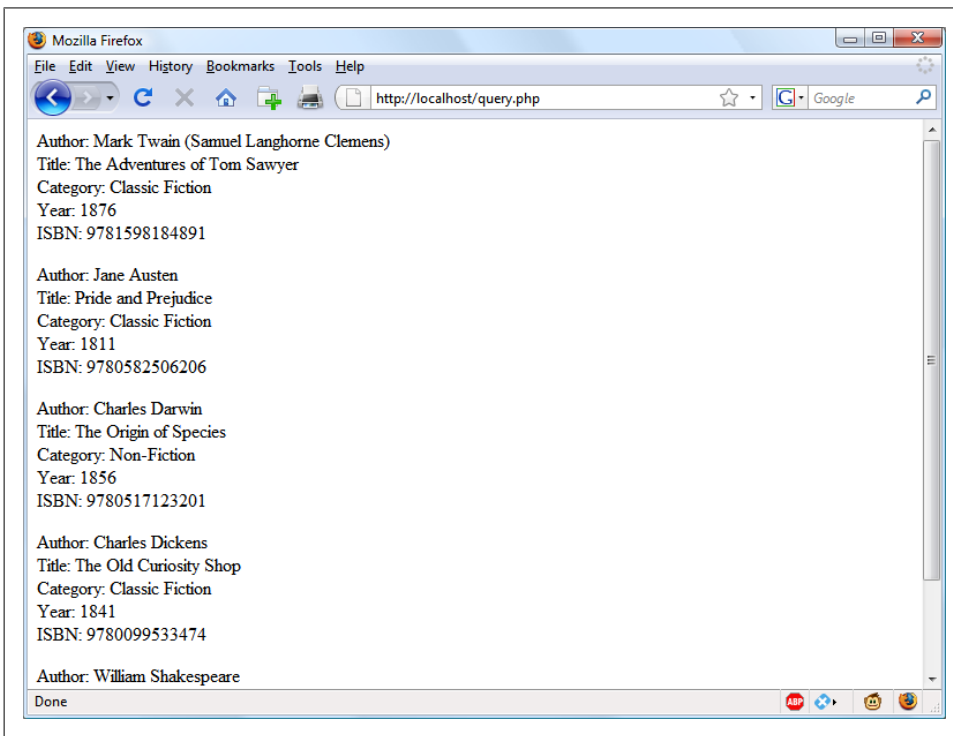 Mozilla Firefox
File Edit View History Bookmarks Tools Help
http://localhost/query.php
G Google
Author: Mark Twain (Samuel Langhorne Clemens)
Title: The Adventures of Tom Sawyer
Category: Classic Fiction
Year: 1876
ISBN: 9781598184891
Author: Jane Austen
Title: Pride and Prejudice
Category: Classic Fiction
Year: 1811
ISBN: 9780582506206
Author: Charles Darwin
Title: The Origin of Species
Category: Non-Fiction
Year: 1856
ISBN: 9780517123201
Author: Charles Dickens
Title: The Old Curiosity Shop
Category: Classic Fiction
Year: 1841
ISBN: 9780099533474
Author: William Shakespeare
Done
ABP